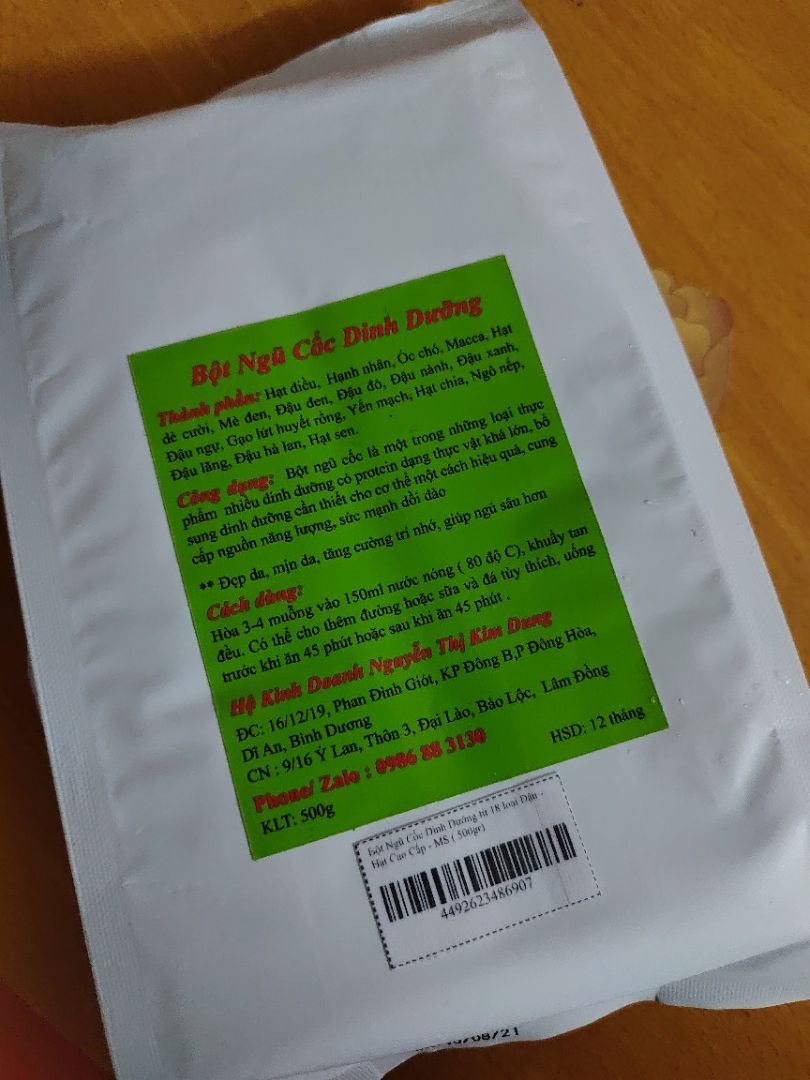 Bột Ngũ Cốc Dinh Dưỡng
Thành phần: Hạt điều, Hạnh nhân, Óc chó, Macca, Hạt
dẻ cười, Mè đen, Đậu đen, Đậu đỏ, Đậu nành, Đậu xanh,
Đậu ngự, Gạo lứt huyết rồng, Yến mạch, Hạt chia, Ngô nếp,
Đậu lăng, Đậu hà lan, Hạt sen.
Công dụng: Bột ngũ cốc là một trong những loại thực
phẩm nhiều dinh dưỡng có protein dạng thực vật khá lớn, bổ
sung dinh dưỡng cần thiết cho cơ thể một cách hiệu quả, cung
cấp nguồn năng lượng, sức mạnh dồi dào
** Đẹp da, mịn da, tăng cường trí nhớ, giúp ngủ sâu hơn
Cách dùng:
Hòa 3-4 muỗng vào 150ml nước nóng ( 80 độ C), khuấy tan
đều. Có thể cho thêm đường hoặc sữa và đá tùy thích, uống
trước khi ăn 45 phút hoặc sau khi ăn 45 phút .
Hộ Kinh Doanh Nguyễn Thị Kim Dung
ĐC: 16/12/19, Phan Đình Giót, KP Đông B,P Đông Hòa,
Dĩ An, Bình Dương
CN : 9/16 Ỷ Lan, Thôn 3, Đại Lào, Bảo Lộc, Lâm Đồng
Phone/ Zalo : 0986 88 3130
KLT: 500g HSD: 12 tháng
Bột Ngũ Cốc Dinh Dưỡng từ 18 loại Đậu -
Hạt Cao Cấp - MS ( 500gr)
4492623486907
/08/21